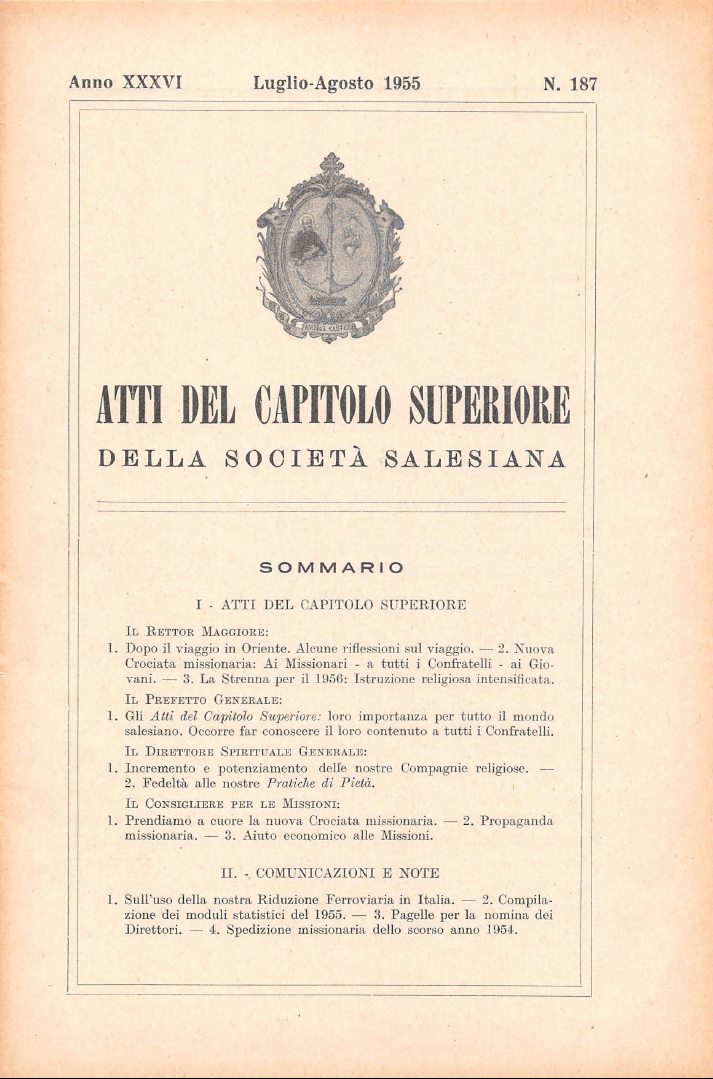 Anno XXXVI Luglio-Agosto 1955 N. 187
ATTI DEL CAPITOLO SUPERIORE
DELLA SOCIETÀ SALESIANA
SOMMARIO
I - ATTI DEL CAPITOLO SUPERIORE
IL RETTOR MAGGIORE:
1. Dopo il viaggio in Oriente. Alcune riflessioni sul viaggio. — 2. Nuova
Crociata missionaria: Ai Missionari - a tutti i Confratelli - ai Gio-
vani. — 3. La Strenna per il 1956: Istruzione religiosa intensificata.
IL PREFETTO GENERALE:
1. Gli Atti del Capitolo Superiore: loro importanza per tutto il mondo
salesiano. Occorre far conoscere il loro contenuto a tutti i Confratelli.
IL DIRETTORE SPIRITUALE GENERALE:
1. Incremento e potenziamento delle nostre Compagnie religiose. —
2. Fedeltà alle nostre Pratiche di Pietà.
IL CONSIGLIERE PER LE MISSIONI:
1. Prendiamo a cuore la nuova Crociata missionaria. — 2. Propaganda
missionaria. — 3. Aiuto economico alle Missioni.
II. - COMUNICAZIONI E NOTE
1. Sull'uso della nostra Riduzione Ferroviaria in Italia. — 2. Compila-
zione dei moduli statistici del 1955. — 3. Pagelle per la nomina dei
Direttori. — 4. Spedizione missionaria dello scorso anno 1954.